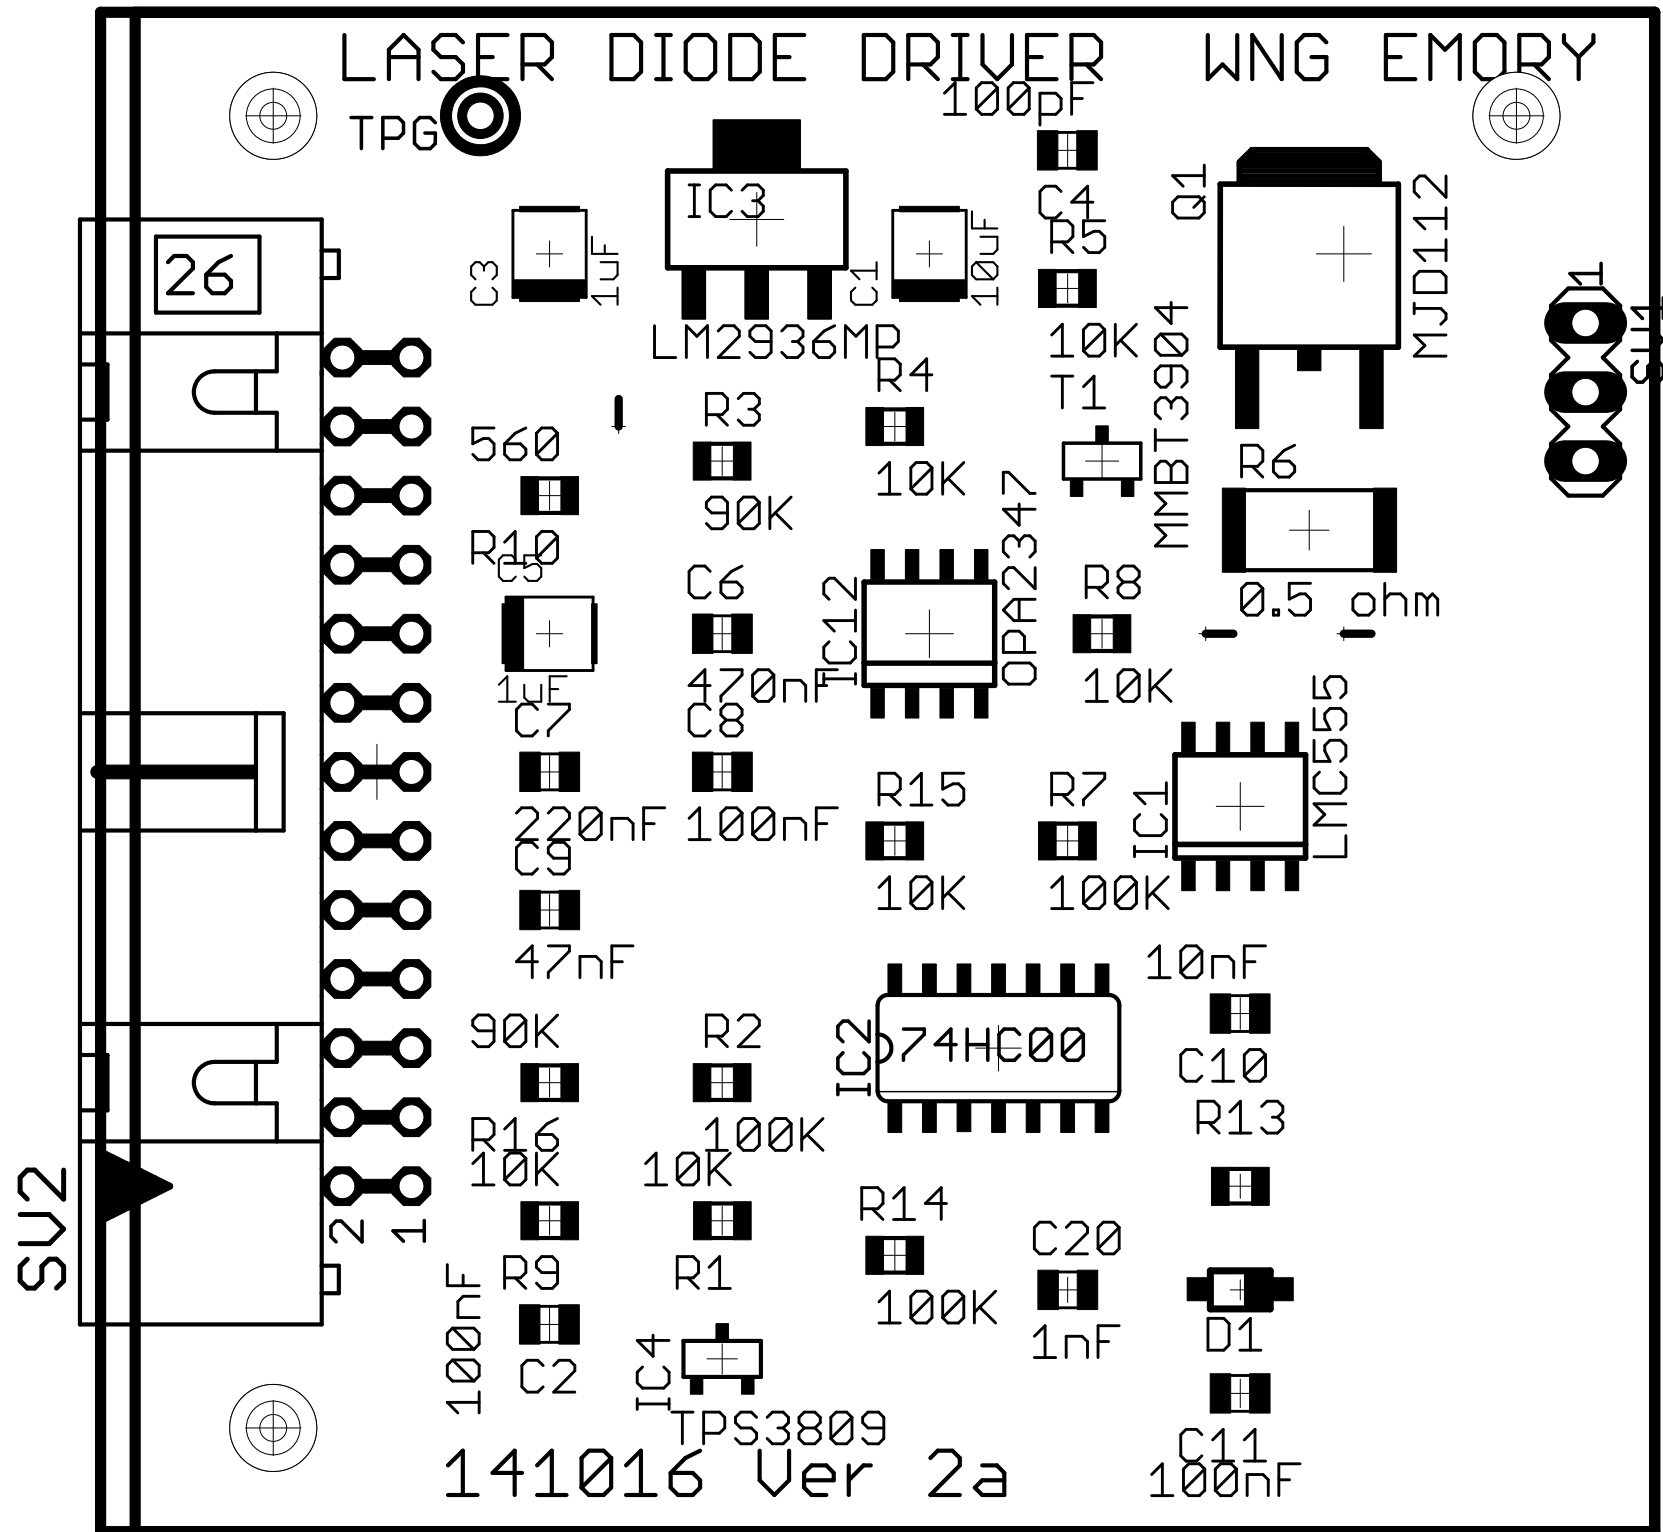 LASER DIODE DRIVER WNG EMORY
TPG
100pF
C4
IC3
LM2936MP
C3
1uF
C1
10uF
R5
10K
Q1
MJD112
1
SV1
26
R4
10K
R3
90K
560
R10
T1
MMBT3904
R6
0.5 ohm
C5
1uF
C6
470nF
IC12
OPA2347
R8
10K
C7
220nF
C8
100nF
R15
10K
R7
100K
IC1
LMC555
C9
47nF
10nF
C10
90K
R16
R2
100K
IC2
74HC00
R13
10K
R9
10K
R1
R14
100K
C20
1nF
D1
SV2
2
1
100nF
C2
IC4
TPS3809
C11
100nF
141016 Ver 2a